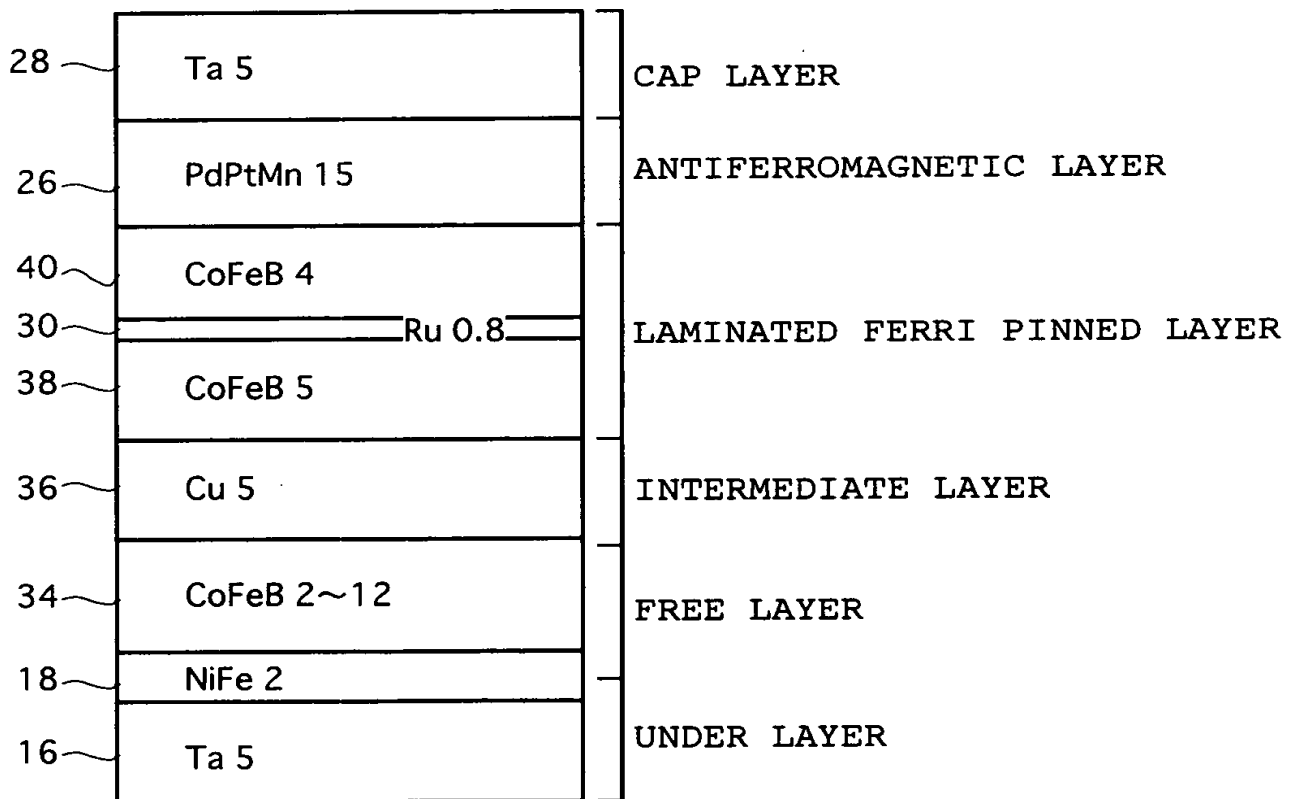 28 Ta 5 CAP LAYER
26 PdPtMn 15 ANTIFERROMAGNETIC LAYER
40 CoFeB 4
30 Ru 0.8 LAMINATED FERRI PINNED LAYER
38 CoFeB 5
36 Cu 5 INTERMEDIATE LAYER
34 CoFeB 2～12 FREE LAYER
18 NiFe 2
16 Ta 5 UNDER LAYER